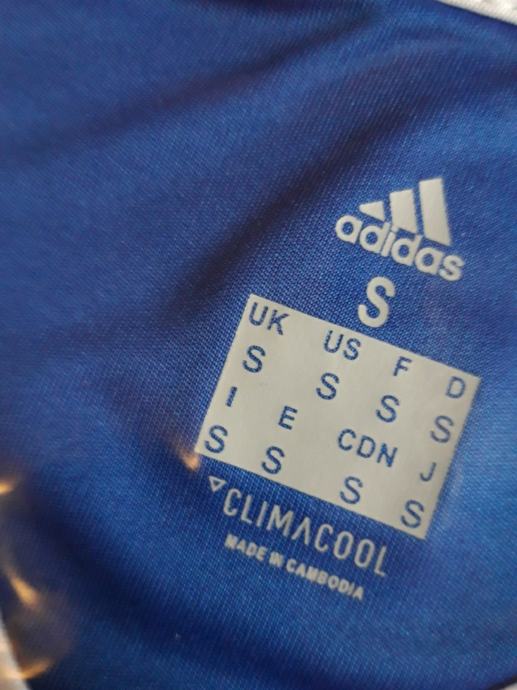 adidas
S
UK US F D
S S S S
I E CDN J
S S S S
CLIMACOOL
MADE IN CAMBODIA